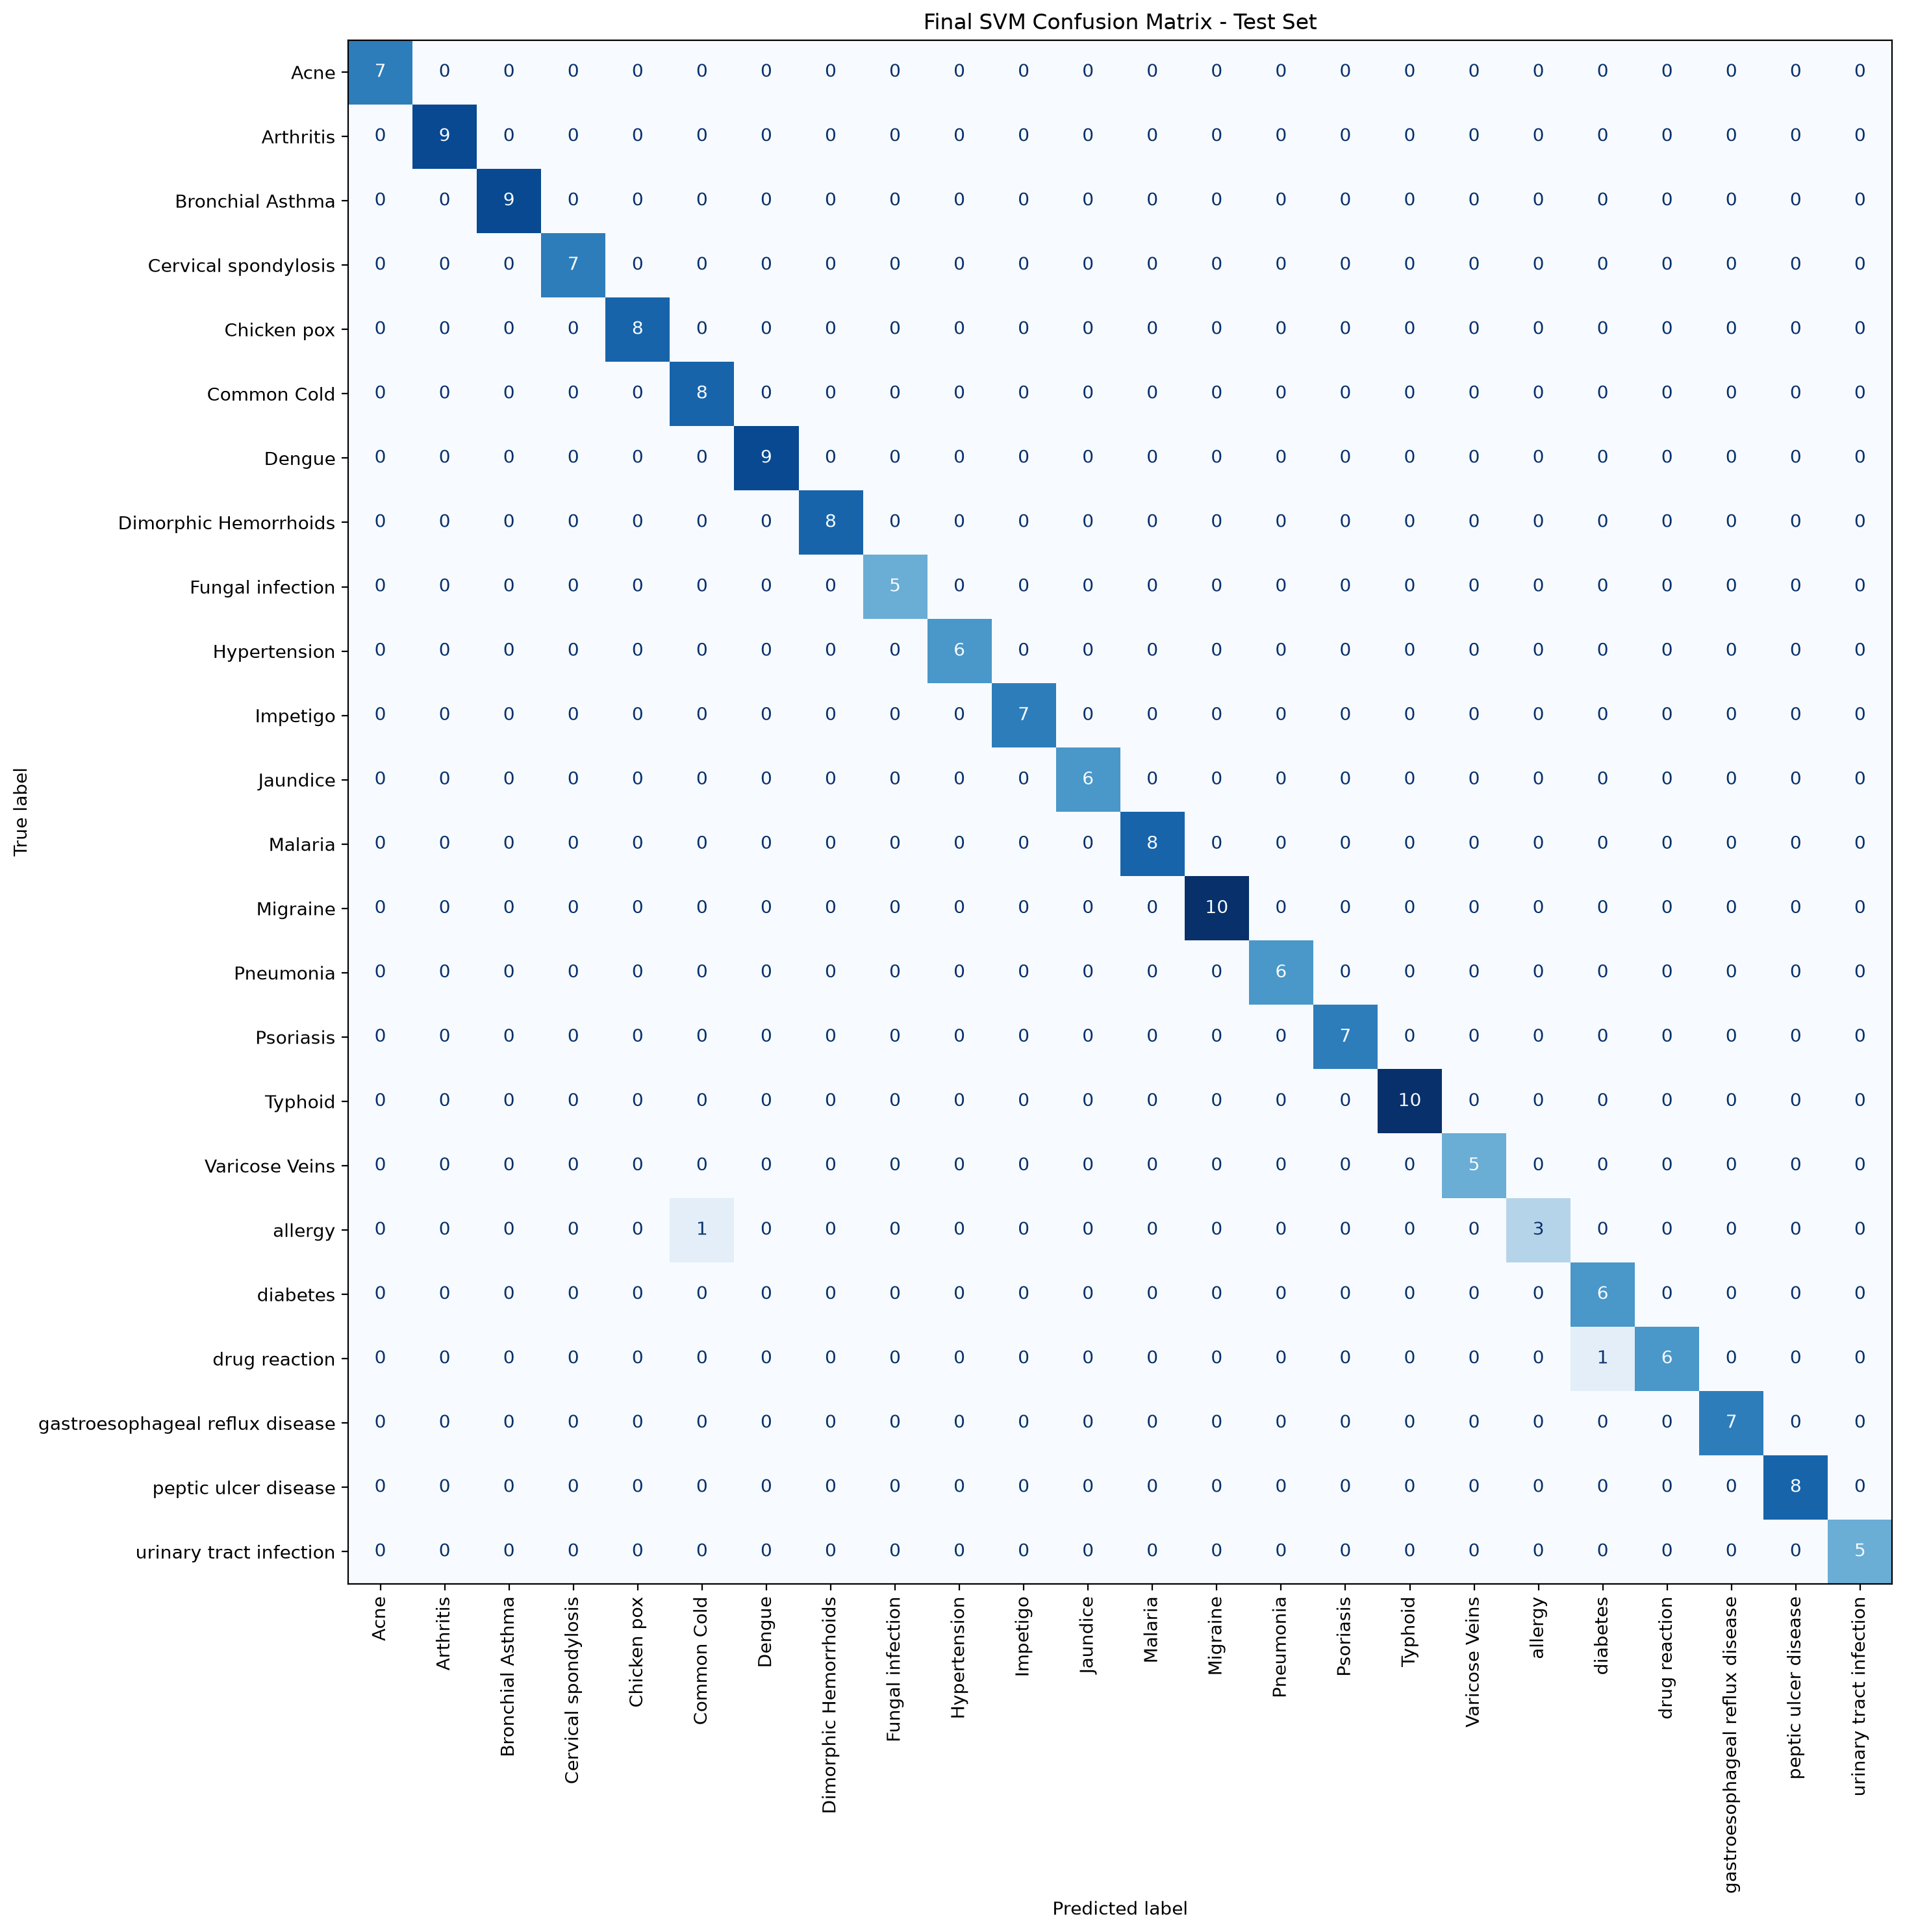 Final SVM Confusion Matrix - Test Set
True label
Acne 7 0 0 0 0 0 0 0 0 0 0 0 0 0 0 0 0 0 0 0 0 0 0 0
Arthritis 0 9 0 0 0 0 0 0 0 0 0 0 0 0 0 0 0 0 0 0 0 0 0 0
Bronchial Asthma 0 0 9 0 0 0 0 0 0 0 0 0 0 0 0 0 0 0 0 0 0 0 0 0
Cervical spondylosis 0 0 0 7 0 0 0 0 0 0 0 0 0 0 0 0 0 0 0 0 0 0 0 0
Chicken pox 0 0 0 0 8 0 0 0 0 0 0 0 0 0 0 0 0 0 0 0 0 0 0 0
Common Cold 0 0 0 0 0 8 0 0 0 0 0 0 0 0 0 0 0 0 0 0 0 0 0 0
Dengue 0 0 0 0 0 0 9 0 0 0 0 0 0 0 0 0 0 0 0 0 0 0 0 0
Dimorphic Hemorrhoids 0 0 0 0 0 0 0 8 0 0 0 0 0 0 0 0 0 0 0 0 0 0 0 0
Fungal infection 0 0 0 0 0 0 0 0 5 0 0 0 0 0 0 0 0 0 0 0 0 0 0 0
Hypertension 0 0 0 0 0 0 0 0 0 6 0 0 0 0 0 0 0 0 0 0 0 0 0 0
Impetigo 0 0 0 0 0 0 0 0 0 0 7 0 0 0 0 0 0 0 0 0 0 0 0 0
Jaundice 0 0 0 0 0 0 0 0 0 0 0 6 0 0 0 0 0 0 0 0 0 0 0 0
Malaria 0 0 0 0 0 0 0 0 0 0 0 0 8 0 0 0 0 0 0 0 0 0 0 0
Migraine 0 0 0 0 0 0 0 0 0 0 0 0 0 10 0 0 0 0 0 0 0 0 0 0
Pneumonia 0 0 0 0 0 0 0 0 0 0 0 0 0 0 6 0 0 0 0 0 0 0 0 0
Psoriasis 0 0 0 0 0 0 0 0 0 0 0 0 0 0 0 7 0 0 0 0 0 0 0 0
Typhoid 0 0 0 0 0 0 0 0 0 0 0 0 0 0 0 0 10 0 0 0 0 0 0 0
Varicose Veins 0 0 0 0 0 0 0 0 0 0 0 0 0 0 0 0 0 5 0 0 0 0 0 0
allergy 0 0 0 0 0 1 0 0 0 0 0 0 0 0 0 0 0 0 3 0 0 0 0 0
diabetes 0 0 0 0 0 0 0 0 0 0 0 0 0 0 0 0 0 0 0 6 0 0 0 0
drug reaction 0 0 0 0 0 0 0 0 0 0 0 0 0 0 0 0 0 0 0 1 6 0 0 0
gastroesophageal reflux disease 0 0 0 0 0 0 0 0 0 0 0 0 0 0 0 0 0 0 0 0 0 7 0 0
peptic ulcer disease 0 0 0 0 0 0 0 0 0 0 0 0 0 0 0 0 0 0 0 0 0 0 8 0
urinary tract infection 0 0 0 0 0 0 0 0 0 0 0 0 0 0 0 0 0 0 0 0 0 0 0 5
Acne
Arthritis
Bronchial Asthma
Cervical spondylosis
Chicken pox
Common Cold
Dengue
Dimorphic Hemorrhoids
Fungal infection
Hypertension
Impetigo
Jaundice
Malaria
Migraine
Pneumonia
Psoriasis
Typhoid
Varicose Veins
allergy
diabetes
drug reaction
gastroesophageal reflux disease
peptic ulcer disease
urinary tract infection
Predicted label